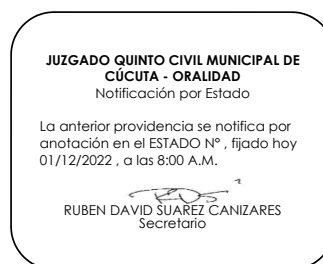 JUZGADO QUINTO CIVIL MUNICIPAL DE
CÚCUTA - ORALIDAD
Notificación por Estado
La anterior providencia se notifica por
anotación en el ESTADO N° , fijado hoy
01/12/2022 , a las 8:00 A.M.
RUBEN DAVID SUAREZ CANIZARES
Secretario